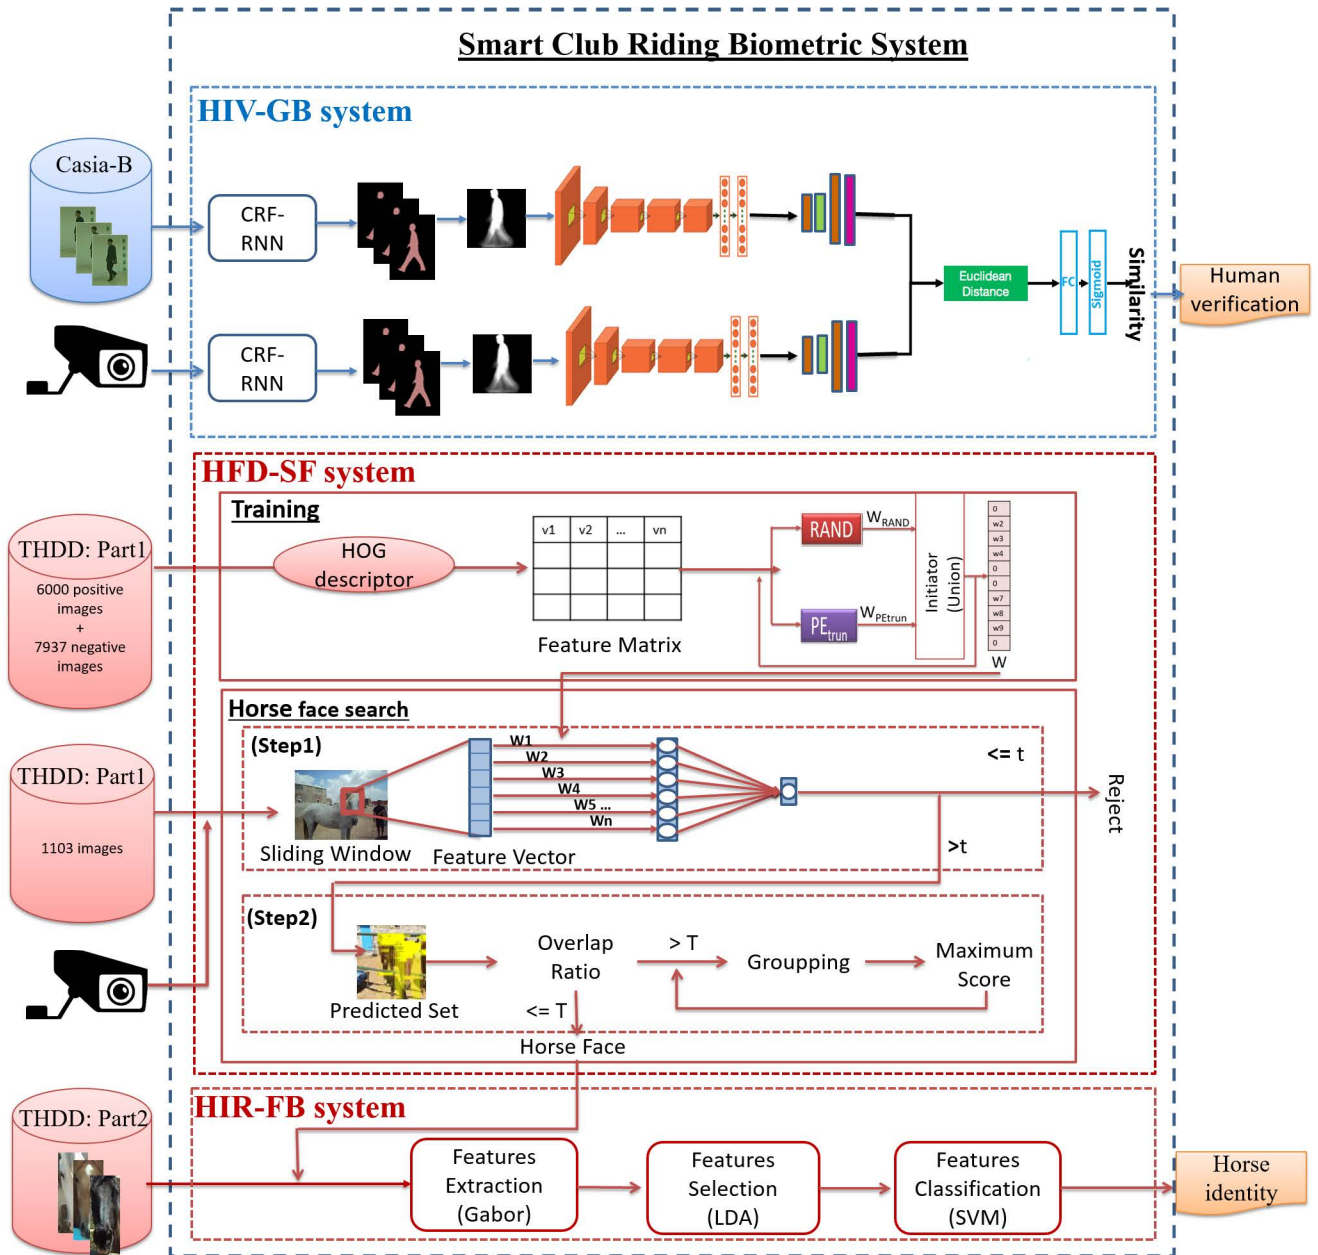 Smart Club Riding Biometric System
HIV-GB system
Casia-B
CRF-
RNN
CRF-
RNN
Euclidean
Distance
FC
Sigmoid
Similarity
Human
verification
HFD-SF system
Training
THDD: Part1
6000 positive
images
+
7937 negative
images
HOG
descriptor
v1 v2 ... vn
Feature Matrix
RAND
WRAND
PEtrun
WPEtrun
Initiator
(Union)
0
w2
w3
w4
0
0
w7
w8
w9
0
W
Horse face search
(Step1)
THDD: Part1
1103 images
Sliding Window
Feature Vector
W1
W2
W3
W4
W5 ...
Wn
<= t
>t
Reject
(Step2)
Predicted Set
Overlap
Ratio
> T
<= T
Groupping
Maximum
Score
Horse Face
HIR-FB system
THDD: Part2
Features
Extraction
(Gabor)
Features
Selection
(LDA)
Features
Classification
(SVM)
Horse
identity